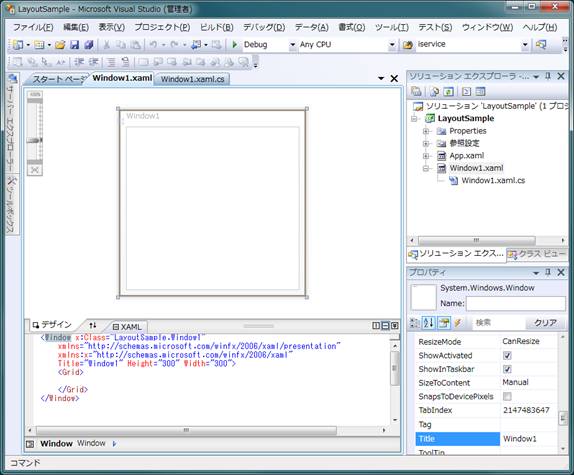 LayoutSample - Microsoft Visual Studio (管理者)
ファイル(F) 編集(E) 表示(V) プロジェクト(P) ビルド(B) デバッグ(D) データ(A) 書式(O) ツール(T) テスト(S) ウィンドウ(W) ヘルプ(H)
Debug Any CPU iservice
サーバー エクスプローラー
ツールボックス
スタート ページ Window1.xaml Window1.xaml.cs
Window1
デザイン XAML
<Window x:Class="LayoutSample.Window1"
xmlns="http://schemas.microsoft.com/winfx/2006/xaml/presentation"
xmlns:x="http://schemas.microsoft.com/winfx/2006/xaml"
Title="Window1" Height="300" Width="300">
<Grid>
</Grid>
</Window>
Window Window
ソリューション エクスプローラ -
ソリューション 'LayoutSample' (1 プロジ
LayoutSample
Properties
参照設定
App.xaml
Window1.xaml
Window1.xaml.cs
ソリューション エクス... クラス ビュー
プロパティ
System.Windows.Window
Name:
検索 クリア
ResizeMode CanResize
ShowActivated
ShowInTaskbar
SizeToContent Manual
SnapsToDevicePixels
TabIndex 2147483647
Tag
Title Window1
ToolTip
コマンド